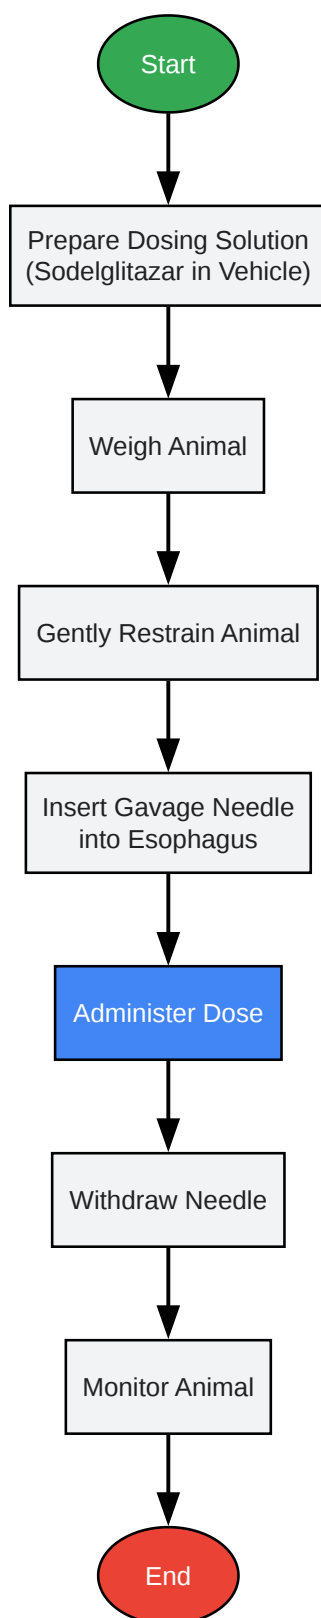 Start
Prepare Dosing Solution
(Sodelglitazar in Vehicle)
Weigh Animal
Gently Restrain Animal
Insert Gavage Needle
into Esophagus
Administer Dose
Withdraw Needle
Monitor Animal
End